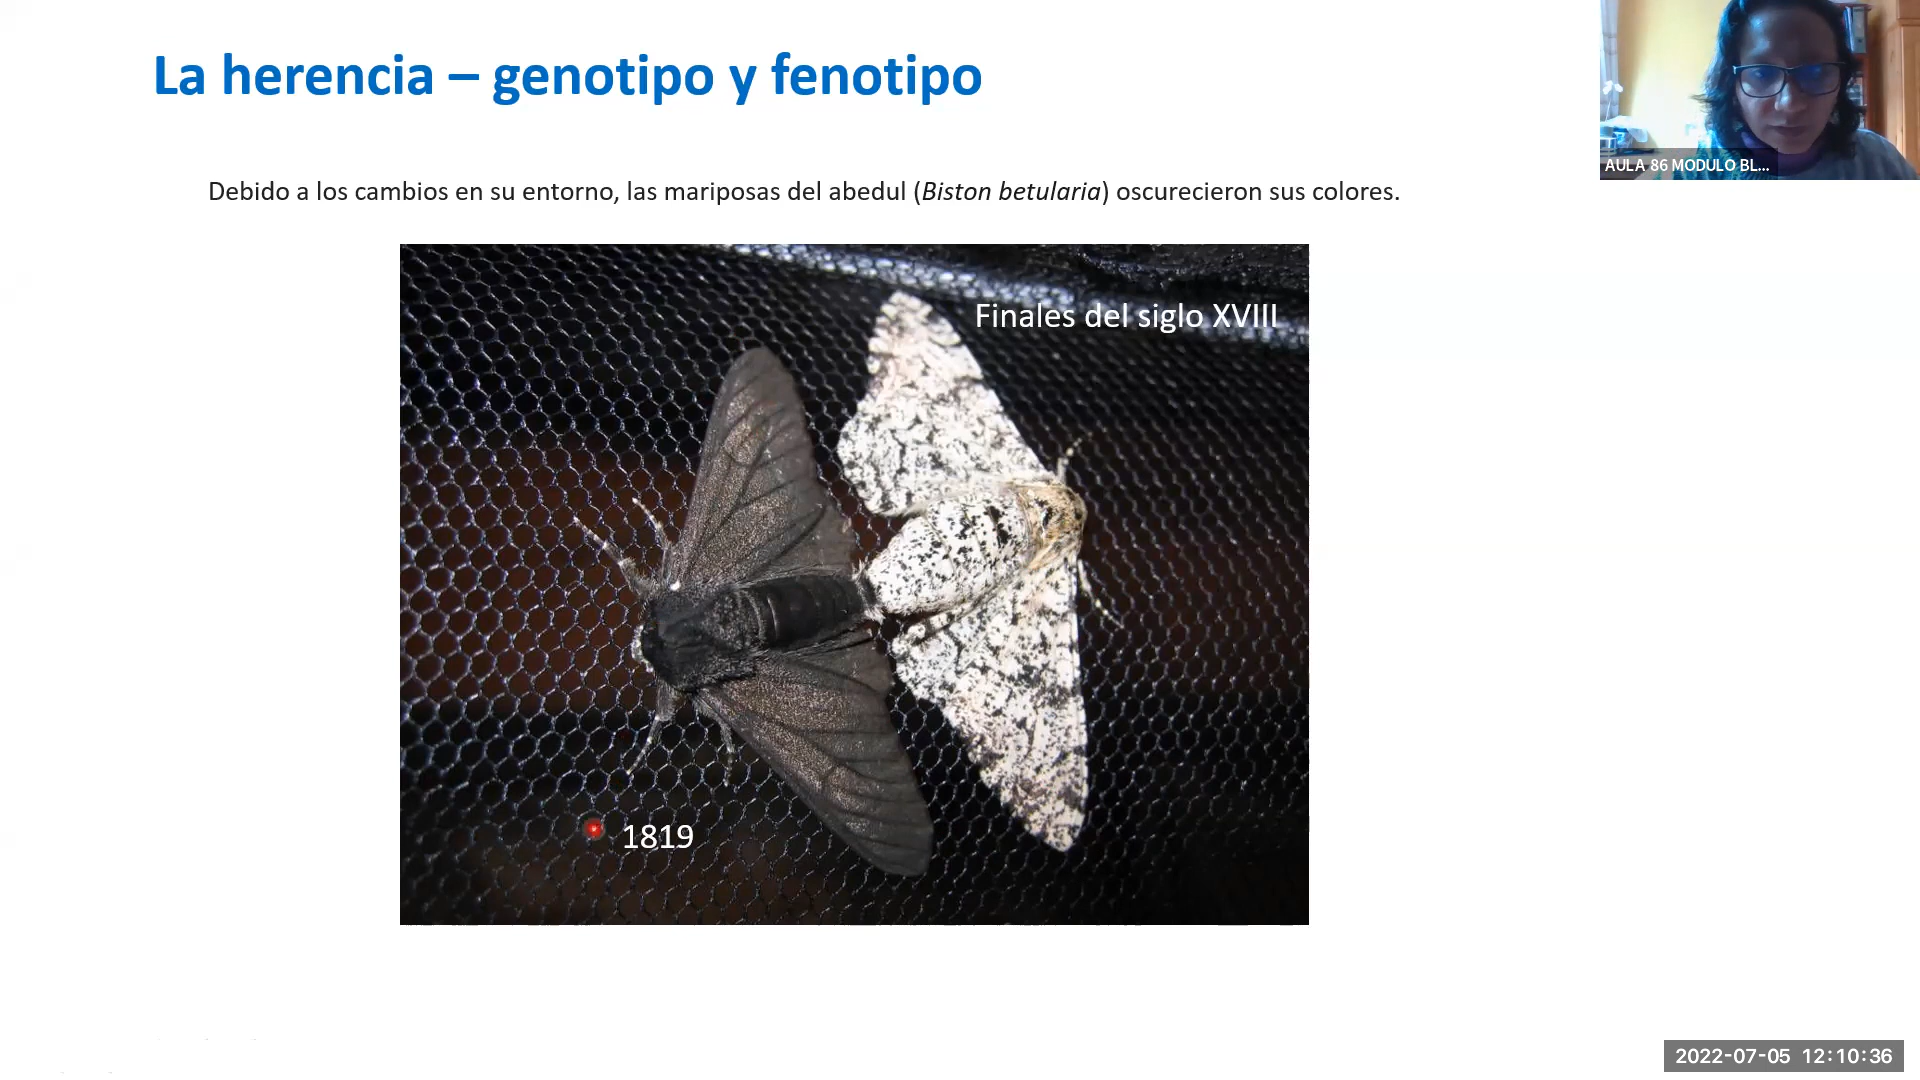 La herencia – genotipo y fenotipo
AULA 86 MODULO BL...
Debido a los cambios en su entorno, las mariposas del abedul (Biston betularia) oscurecieron sus colores.
Finales del siglo XVIII
1819
2022-07-05 12:10:36